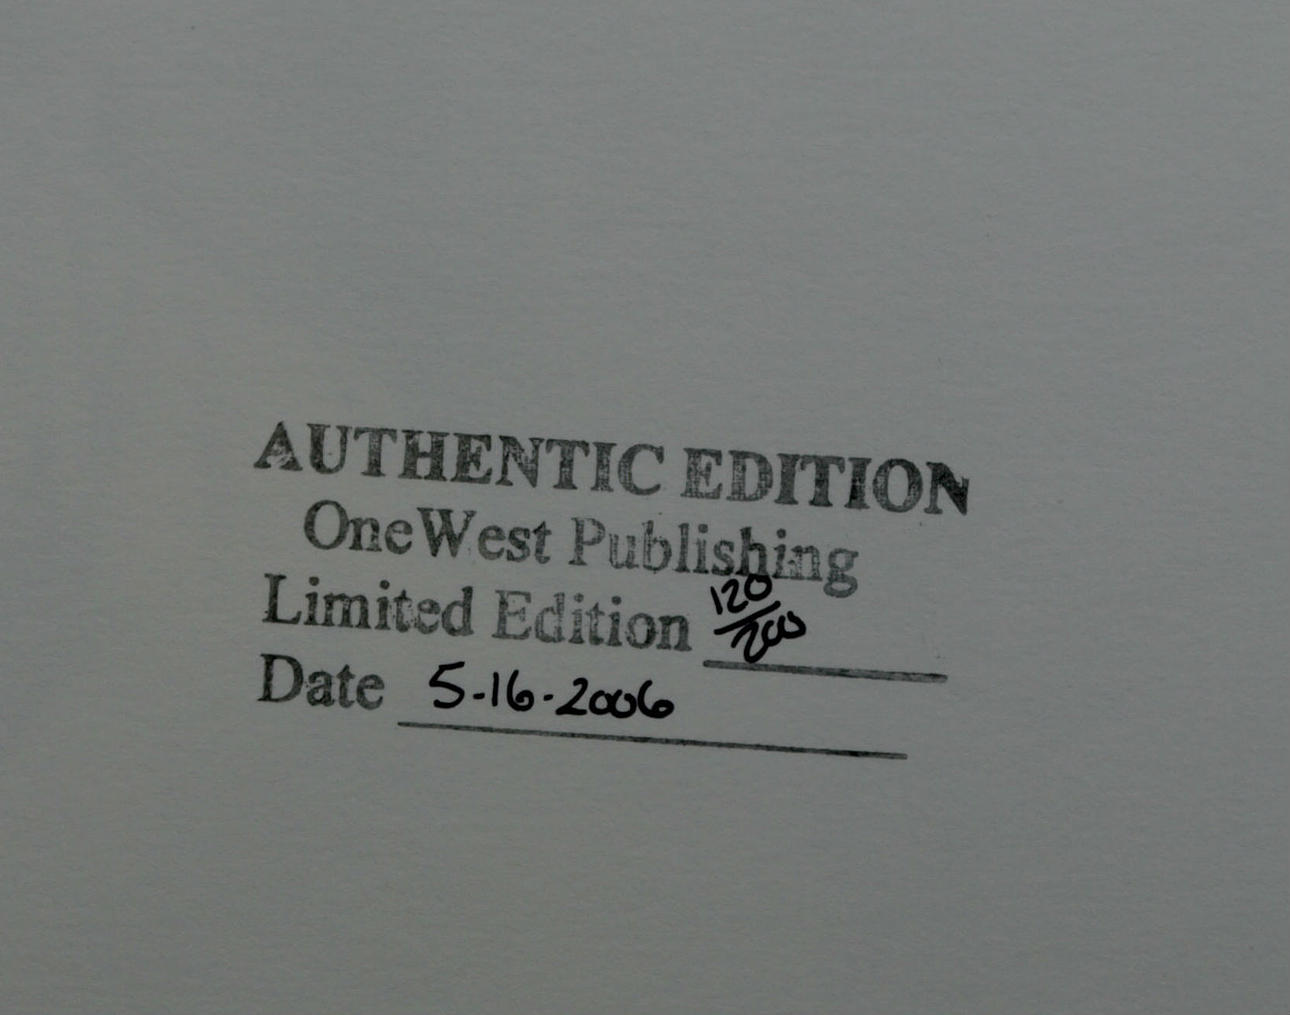 AUTHENTIC EDITION
OneWest Publishing
Limited Edition 120/200
Date 5-16-2006